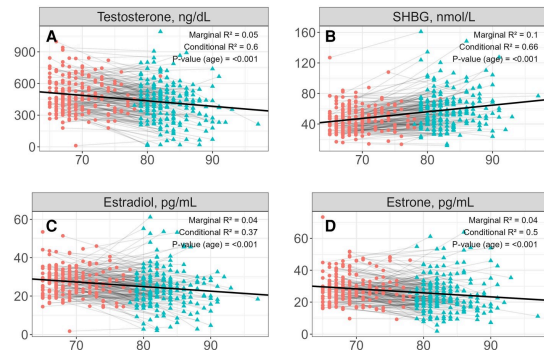 Testosterone, ng/dL
A
Marginal R² = 0.05
Conditional R² = 0.6
P-value (age) = <0.001
900
600
300
0
70
80
90
SHBG, nmol/L
B
Marginal R² = 0.1
Conditional R² = 0.66
P-value (age) = <0.001
160
120
80
40
70
80
90
Estradiol, pg/mL
C
Marginal R² = 0.04
Conditional R² = 0.37
P-value (age) = <0.001
60
40
20
0
70
80
90
Estrone, pg/mL
D
Marginal R² = 0.04
Conditional R² = 0.5
P-value (age) = <0.001
60
40
20
0
70
80
90